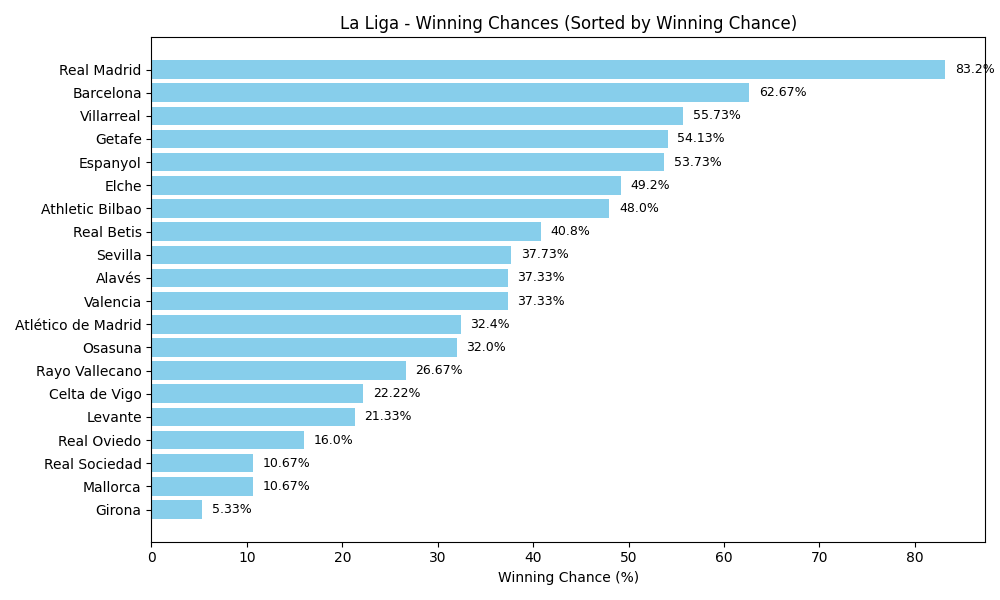 La Liga - Winning Chances (Sorted by Winning Chance)
Real Madrid 83.2%
Barcelona 62.67%
Villarreal 55.73%
Getafe 54.13%
Espanyol 53.73%
Elche 49.2%
Athletic Bilbao 48.0%
Real Betis 40.8%
Sevilla 37.73%
Alavés 37.33%
Valencia 37.33%
Atlético de Madrid 32.4%
Osasuna 32.0%
Rayo Vallecano 26.67%
Celta de Vigo 22.22%
Levante 21.33%
Real Oviedo 16.0%
Real Sociedad 10.67%
Mallorca 10.67%
Girona 5.33%
0 10 20 30 40 50 60 70 80
Winning Chance (%)